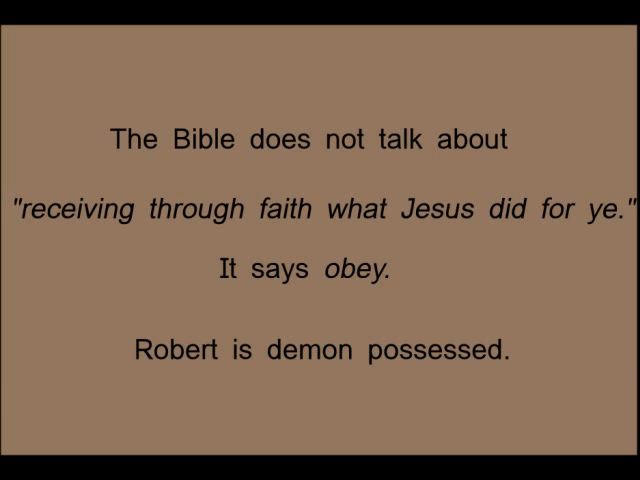 The Bible does not talk about
"receiving through faith what Jesus did for ye."
It says obey.
Robert is demon possessed.